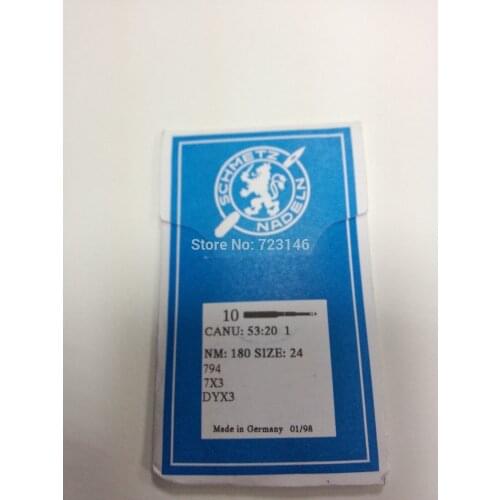 SCHMETZ
NADELN
Store No: 723146
10
CANU: 53:20 1
NM: 180 SIZE: 24
794
7X3
DYX3
Made in Germany 01/98